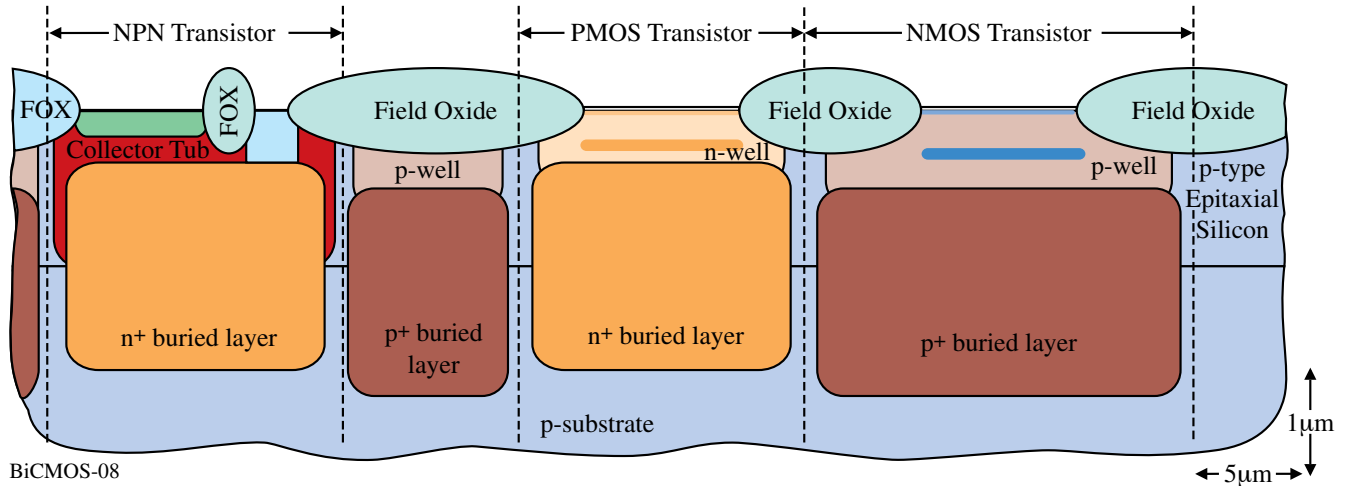 NPN Transistor
PMOS Transistor
NMOS Transistor
FOX
FOX
Field Oxide
Field Oxide
Field Oxide
Collector Tub
n-well
p-well
p-well
p-type
Epitaxial
Silicon
n+ buried layer
p+ buried
layer
n+ buried layer
p+ buried layer
p-substrate
1μm
5μm
BiCMOS-08